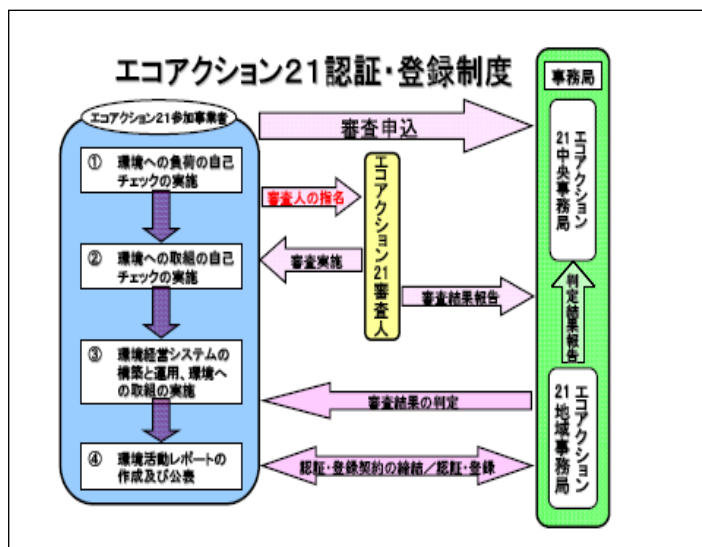 エコアクション21認証・登録制度
事務局
エコアクション21参加事業者
審査申込
① 環境への負荷の自己
チェックの実施
審査人の指名
エコアクション21審査人
エコアクション
21中央事務局
② 環境への取組の自己
チェックの実施
審査実施
審査結果報告
判定結果報告
③ 環境経営システムの
構築と運用、環境へ
の取組の実施
審査結果の判定
エコアクション
21地域事務局
④ 環境活動レポートの
作成及び公表
認証・登録契約の締結/認証・登録